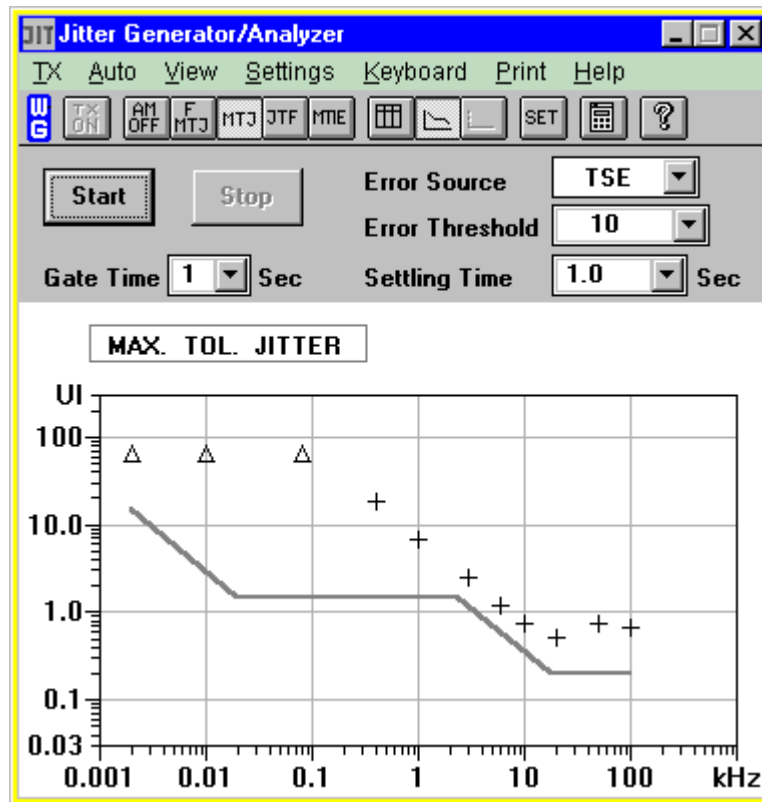 JIT Jitter Generator/Analyzer
TX Auto View Settings Keyboard Print Help
WG TX ON AM OFF F MTJ MTJ JTF MTIE SET ?
Start Stop Error Source TSE
Error Threshold 10
Gate Time 1 Sec Settling Time 1.0 Sec
MAX. TOL. JITTER
UI
100
10.0
1.0
0.1
0.03
0.001 0.01 0.1 1 10 100 kHz